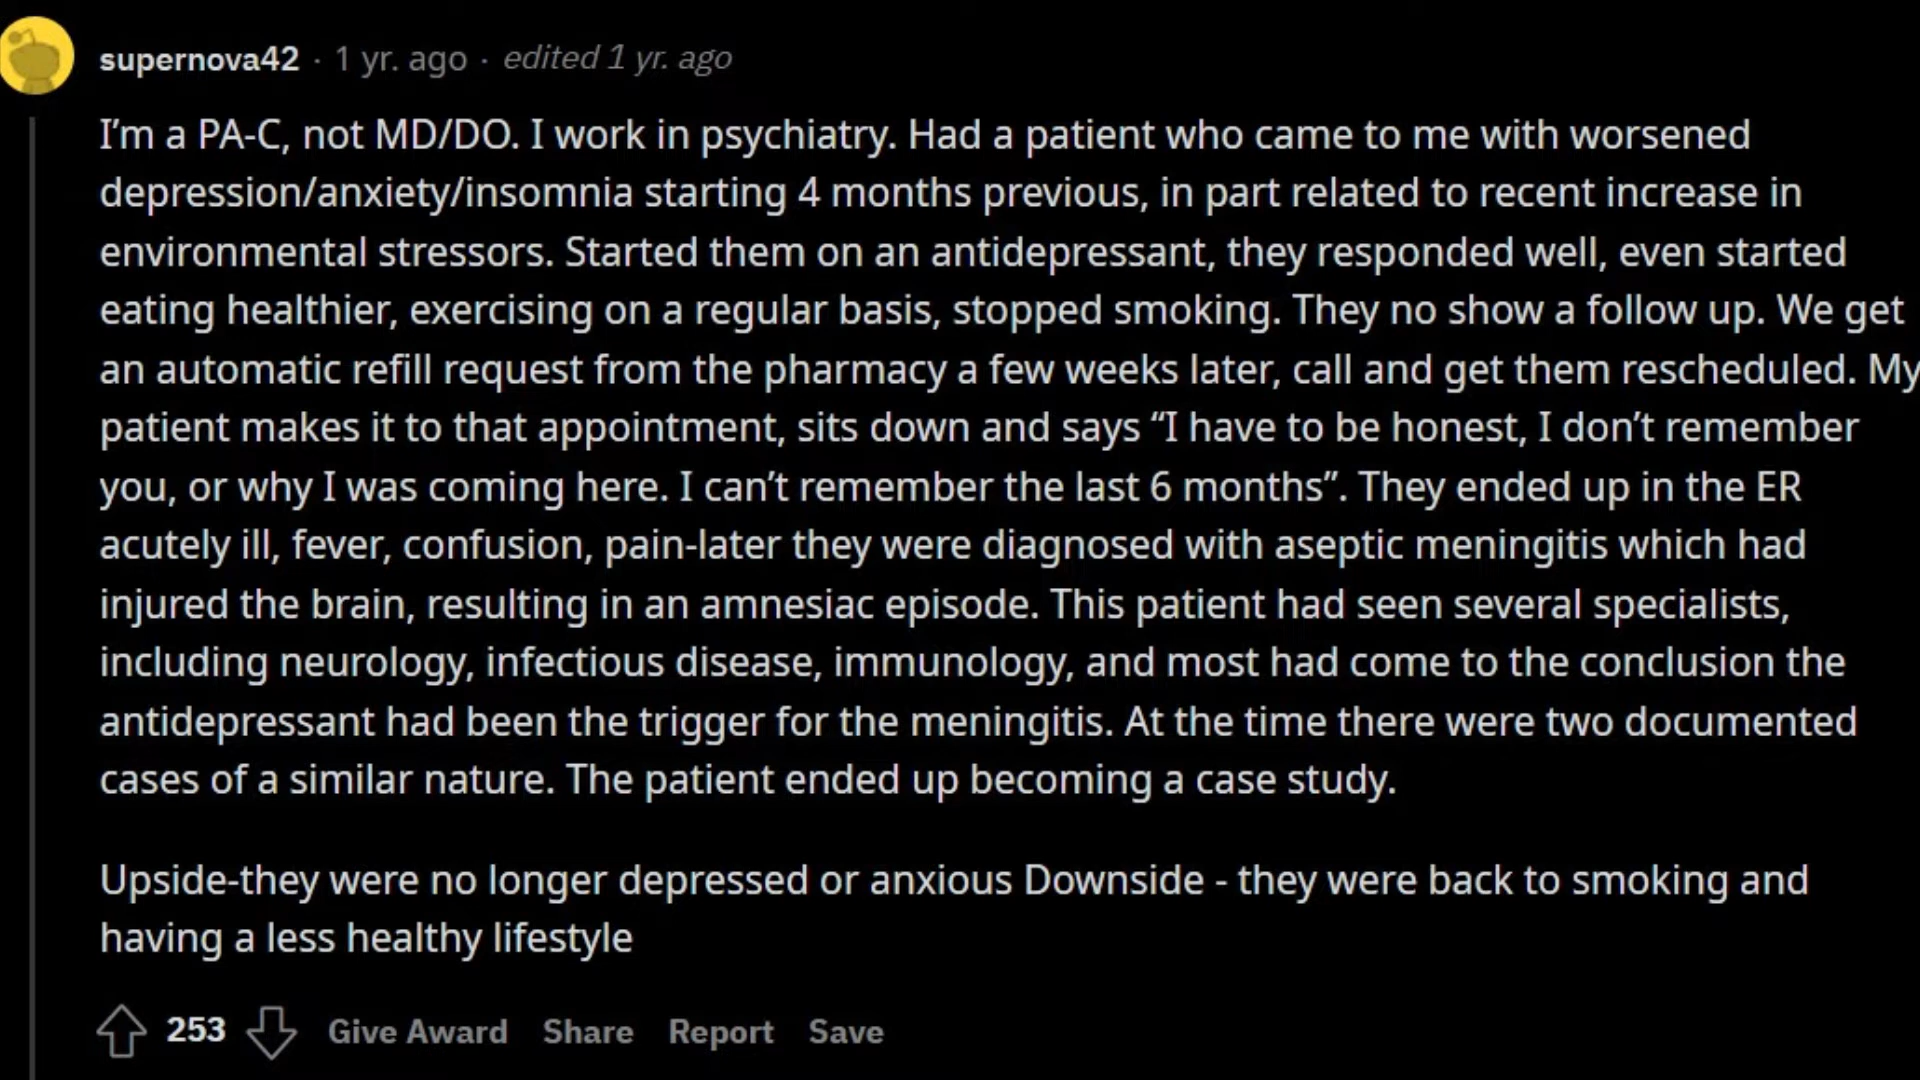 supernova42 · 1 yr. ago · edited 1 yr. ago
I’m a PA-C, not MD/DO. I work in psychiatry. Had a patient who came to me with worsened
depression/anxiety/insomnia starting 4 months previous, in part related to recent increase in
environmental stressors. Started them on an antidepressant, they responded well, even started
eating healthier, exercising on a regular basis, stopped smoking. They no show a follow up. We get
an automatic refill request from the pharmacy a few weeks later, call and get them rescheduled. My
patient makes it to that appointment, sits down and says “I have to be honest, I don’t remember
you, or why I was coming here. I can’t remember the last 6 months”. They ended up in the ER
acutely ill, fever, confusion, pain-later they were diagnosed with aseptic meningitis which had
injured the brain, resulting in an amnesiac episode. This patient had seen several specialists,
including neurology, infectious disease, immunology, and most had come to the conclusion the
antidepressant had been the trigger for the meningitis. At the time there were two documented
cases of a similar nature. The patient ended up becoming a case study.
Upside-they were no longer depressed or anxious Downside - they were back to smoking and
having a less healthy lifestyle
253 Give Award Share Report Save